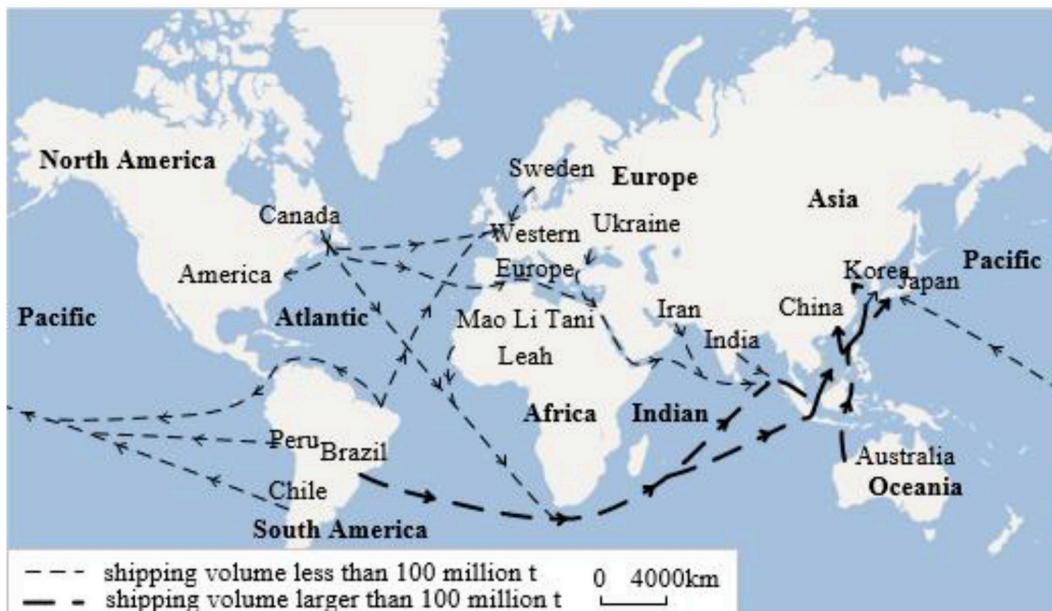 North America
Sweden
Europe
Asia
Canada
Western
Ukraine
America
Europe
Korea
Japan
Pacific
Pacific
Atlantic
Mao Li Tani
Iran
China
Leah
India
Africa
Indian
Peru
Brazil
Australia
Chile
Oceania
South America
shipping volume less than 100 million t
0 4000km
shipping volume larger than 100 million t